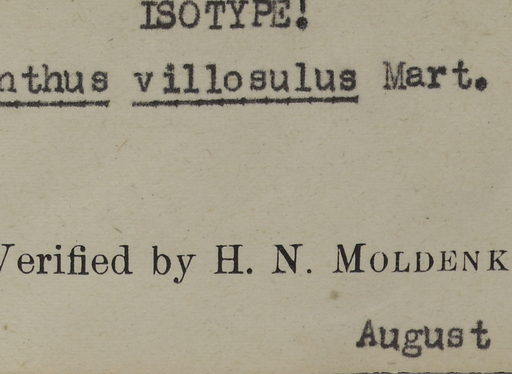 ISOTYPE!
nthus villosulus Mart.
Verified by H. N. MOLDENK
August